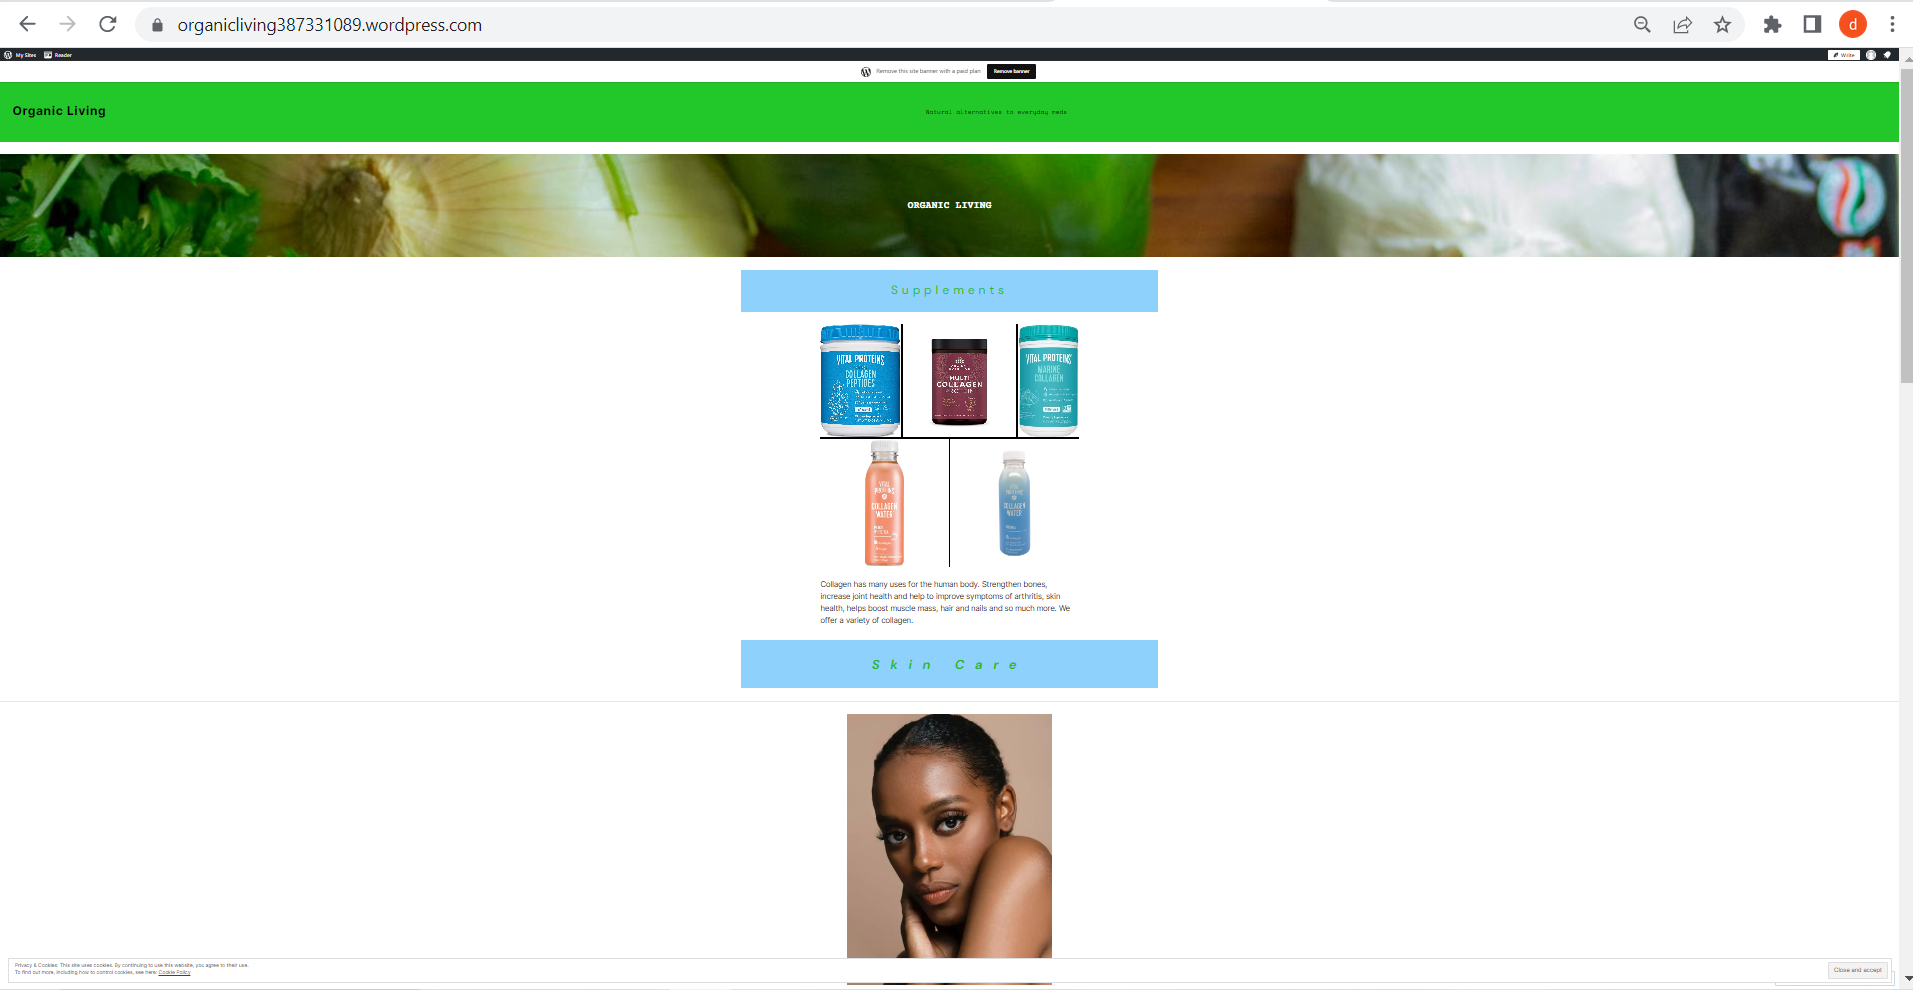 organicliving387331089.wordpress.com
d
My Sites Reader Write
Remove this site banner with a paid plan Remove banner
Organic Living
Natural alternatives to everyday meds
ORGANIC LIVING
Supplements
VITAL PROTEINS
COLLAGEN
PEPTIDES
MULTI
COLLAGEN
PROTEIN
VITAL PROTEINS
MARINE
COLLAGEN
VITAL
PROTEINS
COLLAGEN
WATER
VITAL
PROTEINS
COLLAGEN
WATER
Collagen has many uses for the human body. Strengthen bones,
increase joint health and help to improve symptoms of arthritis, skin
health, helps boost muscle mass, hair and nails and so much more. We
offer a variety of collagen.
Skin Care
Privacy & Cookies: This site uses cookies. By continuing to use this website, you agree to their use.
To find out more, including how to control cookies, see here: Cookie Policy
Close and accept